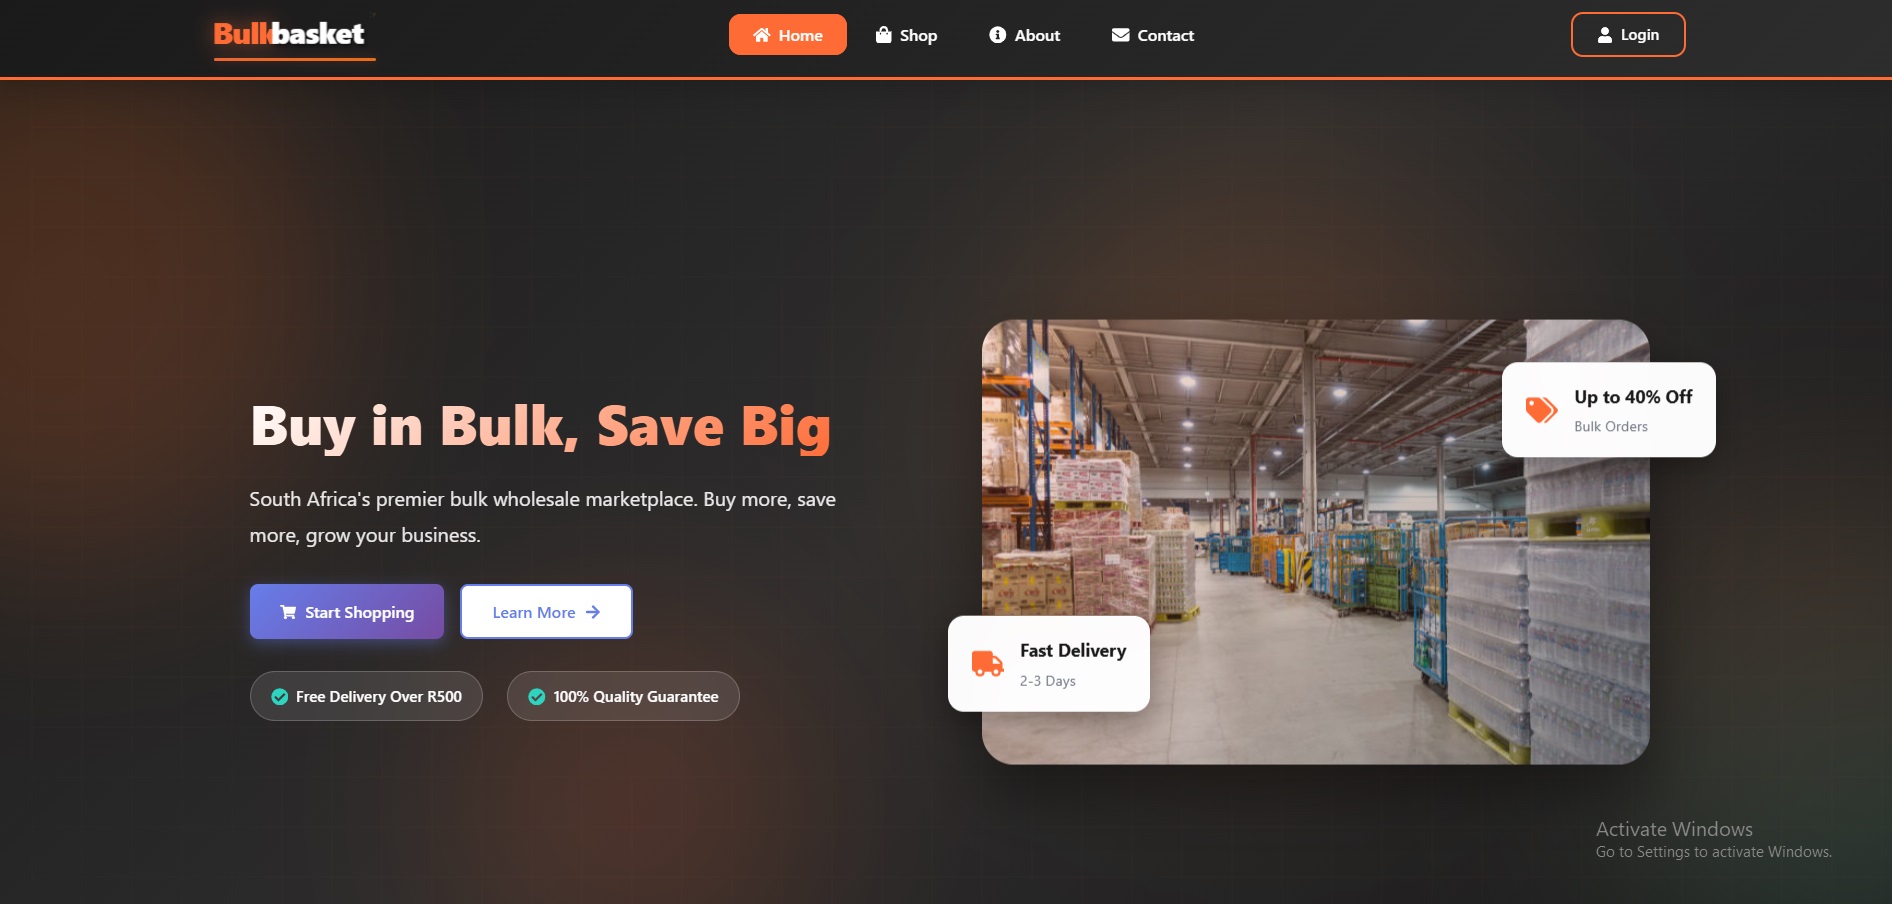 Bulkbasket
Home
Shop
About
Contact
Login
Buy in Bulk, Save Big
South Africa's premier bulk wholesale marketplace. Buy more, save
more, grow your business.
Start Shopping
Learn More
Free Delivery Over R500
100% Quality Guarantee
Up to 40% Off
Bulk Orders
Fast Delivery
2-3 Days
Activate Windows
Go to Settings to activate Windows.